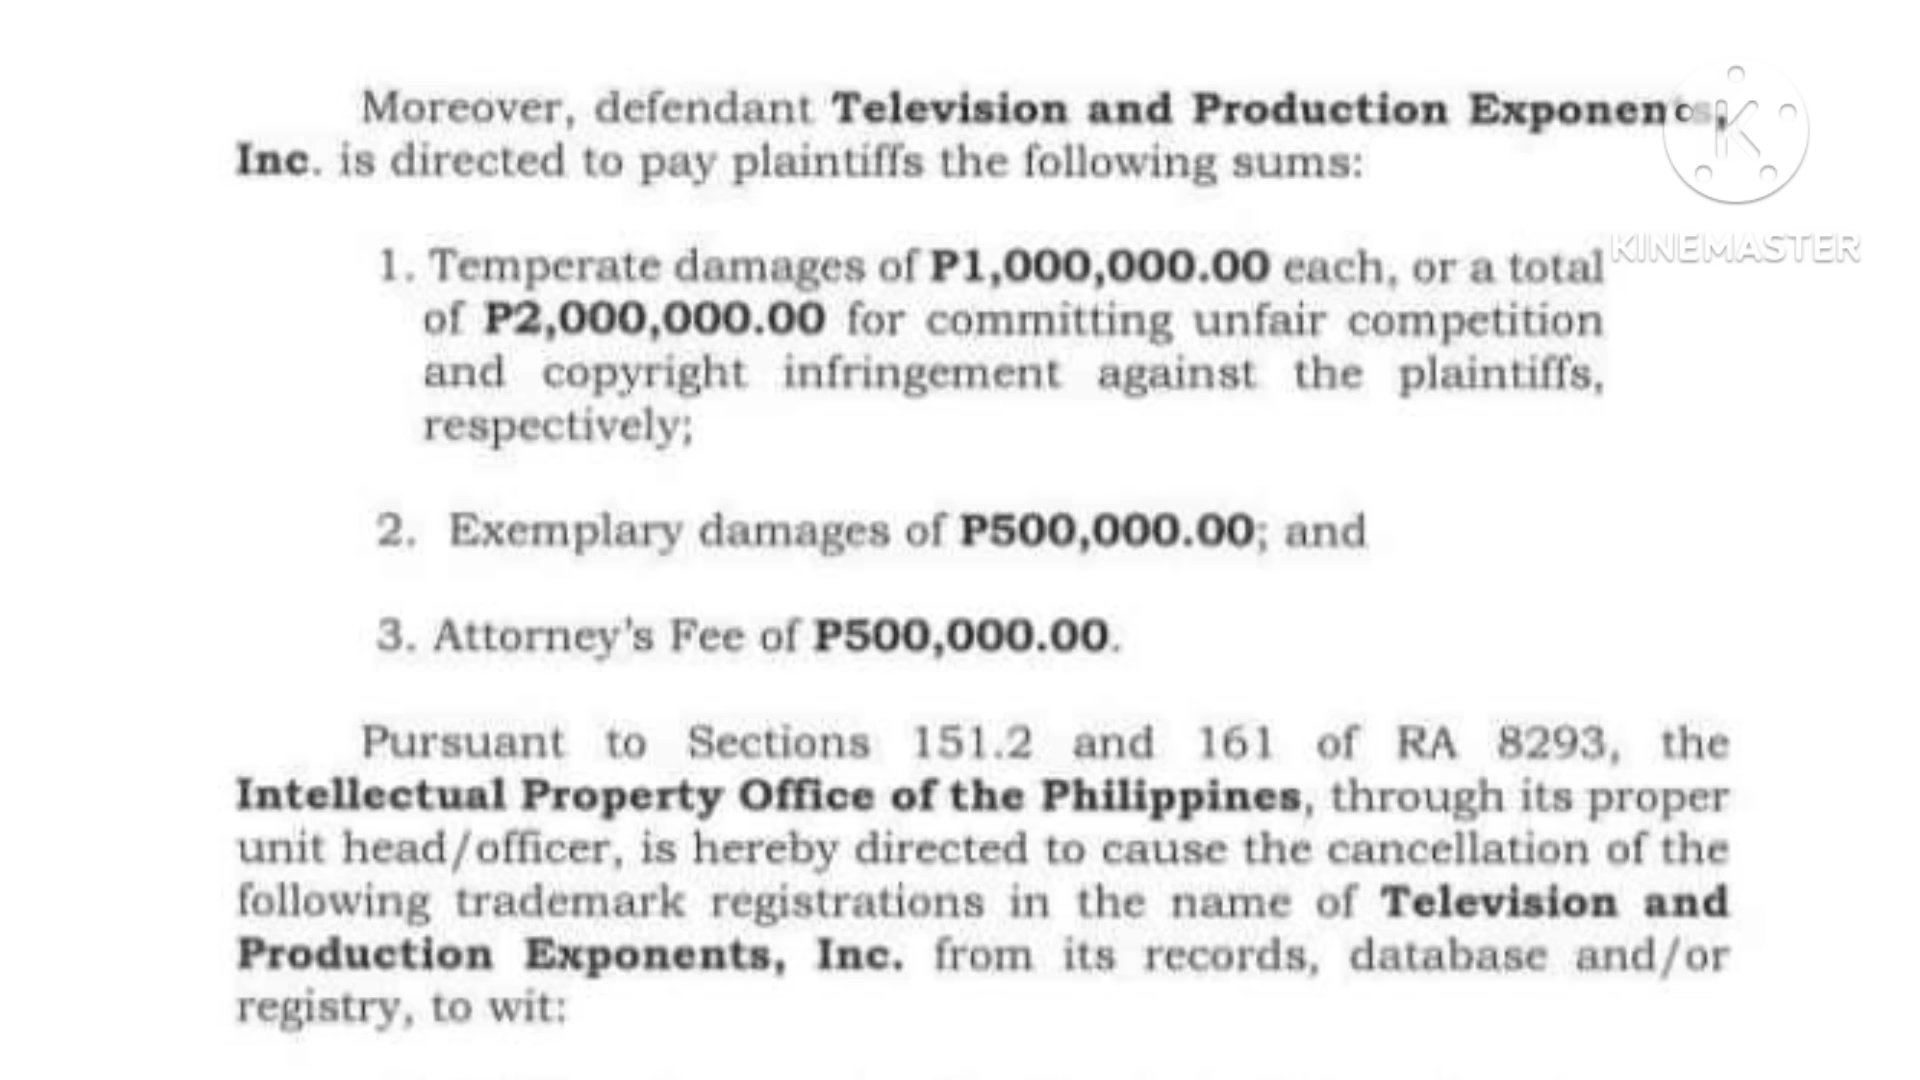 Moreover, defendant Television and Production Exponents,
Inc. is directed to pay plaintiffs the following sums:
1. Temperate damages of P1,000,000.00 each, or a total
of P2,000,000.00 for committing unfair competition
and copyright infringement against the plaintiffs,
respectively;
2. Exemplary damages of P500,000.00; and
3. Attorney's Fee of P500,000.00.
Pursuant to Sections 151.2 and 161 of RA 8293, the
Intellectual Property Office of the Philippines, through its proper
unit head/officer, is hereby directed to cause the cancellation of the
following trademark registrations in the name of Television and
Production Exponents, Inc. from its records, database and/or
registry, to wit:
K
KINEMASTER